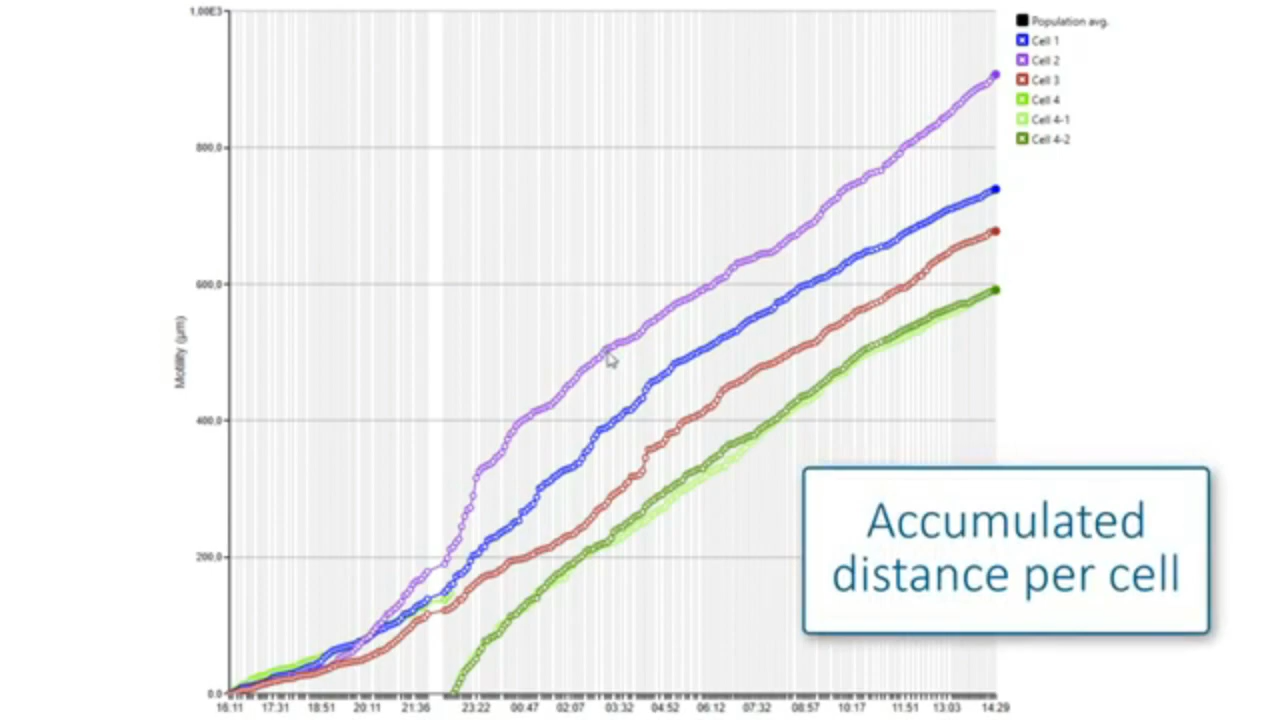 1,00E3
800,0
600,0
400,0
200,0
0,0
Motility (µm)
16:11 17:31 18:51 20:11 21:36 23:22 00:47 02:07 03:32 04:52 06:12 07:32 08:57 10:17 11:51 13:03 14:29
Population avg.
Cell 1
Cell 2
Cell 3
Cell 4
Cell 4-1
Cell 4-2
Accumulated
distance per cell